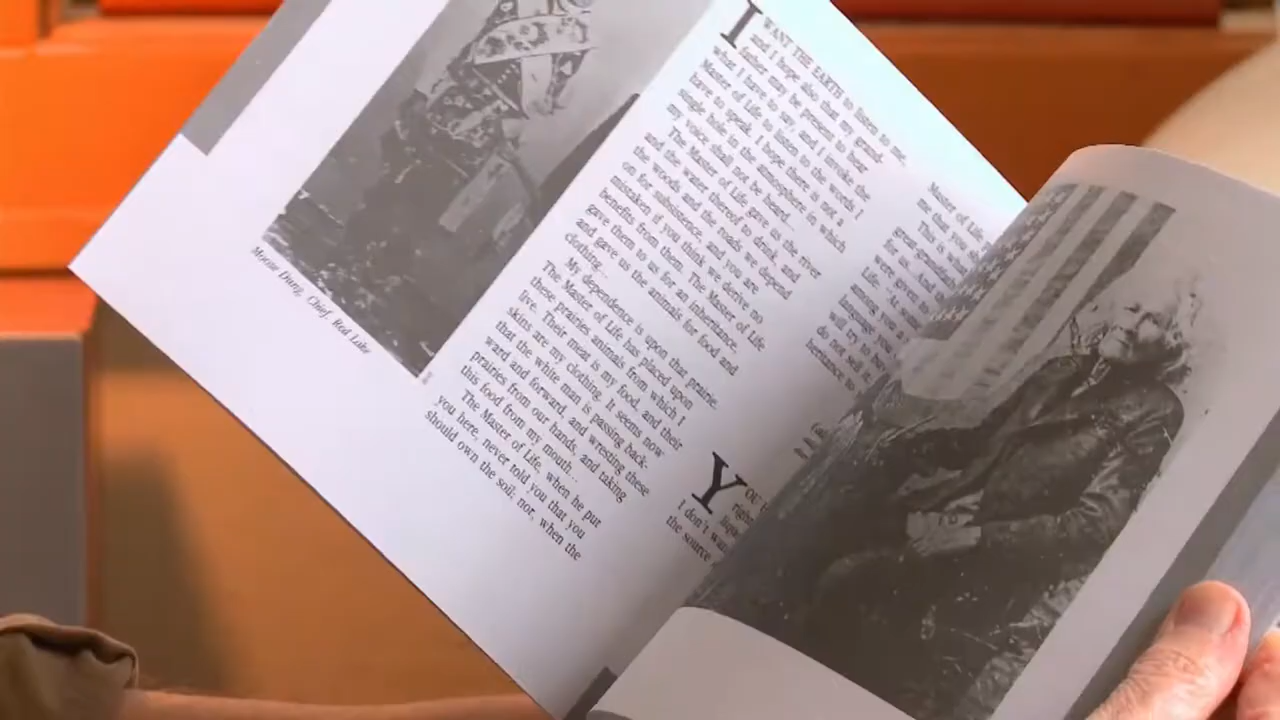 Moose Dung, Chief, Red Lake
I WANT THE EARTH to listen to me
and I hope also that my grand-
father may be present to hear
what I have to say, and I invoke the
Master of Life to listen to the words I
have to speak. I hope there is not a
single hole in the atmosphere in which
my voice shall not be heard...
The Master of Life gave us the river
and the water thereof to drink, and
the woods and the roads we depend
on for subsistence, and you are
mistaken if you think we derive no
benefits from them. The Master of Life
gave them to us for an inheritance,
and gave us the animals for food and
clothing...
My dependence is upon that prairie.
The Master of Life has placed upon
these prairies animals from which I
live. Their meat is my food, and their
skins are my clothing. It seems now
that the white man is passing back-
ward and forward, and wresting these
prairies from our hands, and taking
this food from my mouth...
The Master of Life, when he put
you here, never told you that you
should own the soil; nor, when the
Master of Life
me that you
This is
great
for us, and
were given to
Life. As
among
language
will try to
do not sell
heritance to
YOU
right
I don't
the source